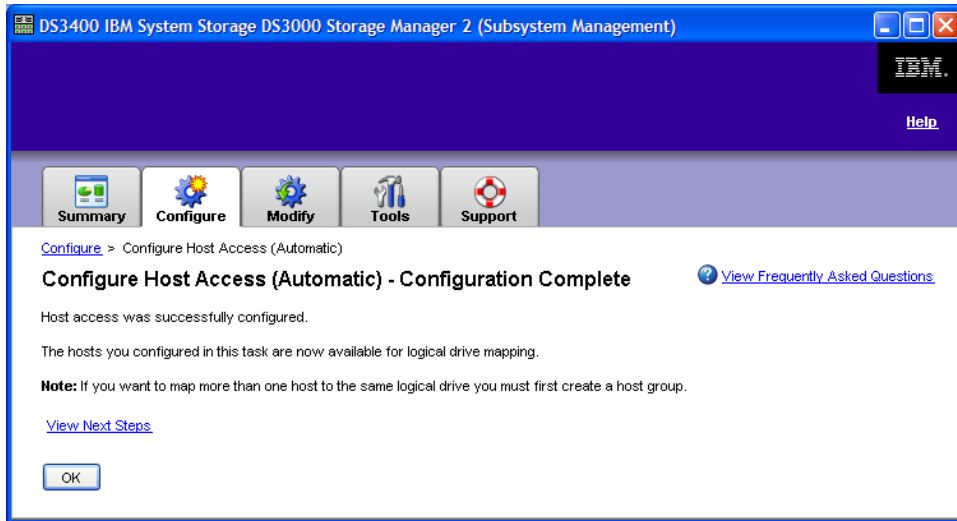 DS3400 IBM System Storage DS3000 Storage Manager 2 (Subsystem Management)
IBM.
Help
Summary
Configure
Modify
Tools
Support
Configure > Configure Host Access (Automatic)
Configure Host Access (Automatic) - Configuration Complete
View Frequently Asked Questions
Host access was successfully configured.
The hosts you configured in this task are now available for logical drive mapping.
Note: If you want to map more than one host to the same logical drive you must first create a host group.
View Next Steps
OK